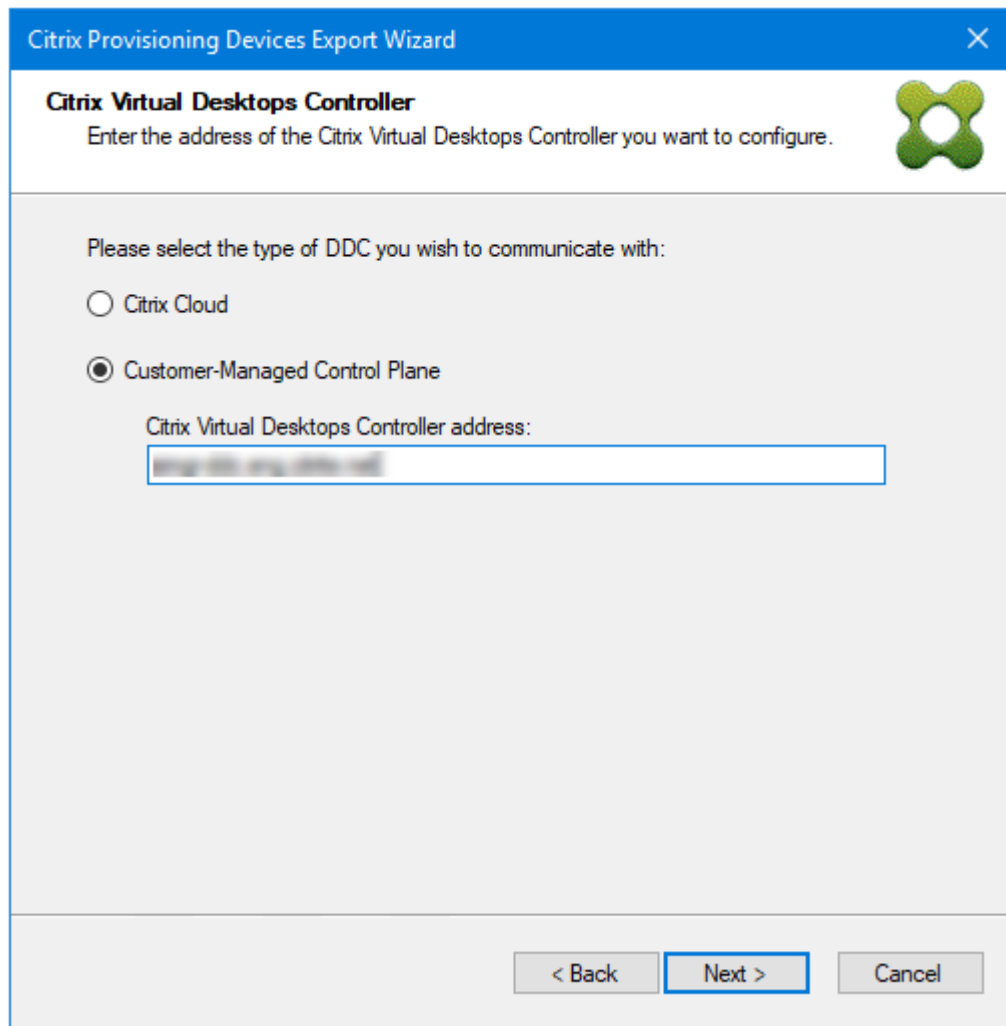 Citrix Provisioning Devices Export Wizard
Citrix Virtual Desktops Controller
Enter the address of the Citrix Virtual Desktops Controller you want to configure.
Please select the type of DDC you wish to communicate with:
Citrix Cloud
Customer-Managed Control Plane
Citrix Virtual Desktops Controller address:
< Back
Next >
Cancel